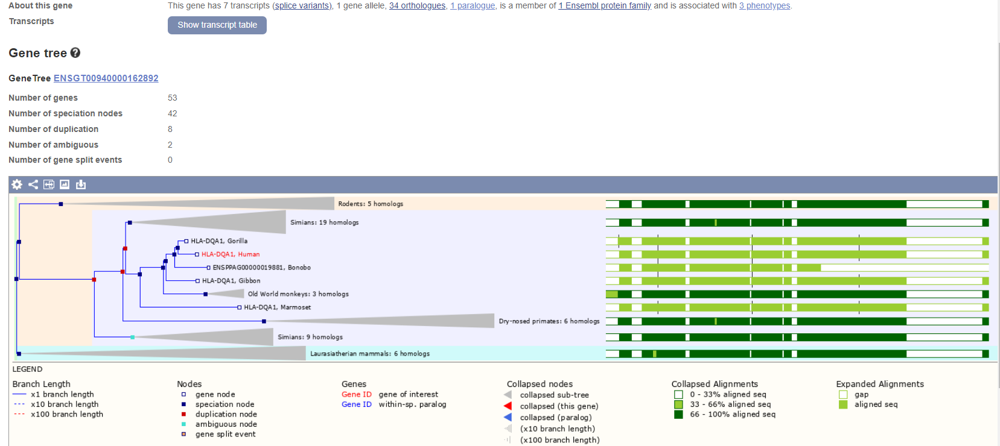 About this gene This gene has 7 transcripts (splice variants), 1 gene allele, 34 orthologues, 1 paralogue, is a member of 1 Ensembl protein family and is associated with 3 phenotypes.
Transcripts Show transcript table
Gene tree ?
GeneTree ENSGT00940000162892
Number of genes 53
Number of speciation nodes 42
Number of duplication 8
Number of ambiguous 2
Number of gene split events 0
Rodents: 5 homologs
Simians: 19 homologs
HLA-DQA1, Gorilla
HLA-DQA1, Human
ENSPPAG00000019881, Bonobo
HLA-DQA1, Gibbon
Old World monkeys: 3 homologs
HLA-DQA1, Marmoset
Dry-nosed primates: 6 homologs
Simians: 9 homologs
Laurasiatherian mammals: 6 homologs
LEGEND
Branch Length
x1 branch length
x10 branch length
x100 branch length
Nodes
gene node
speciation node
duplication node
ambiguous node
gene split event
Genes
Gene ID gene of interest
Gene ID within-sp. paralog
Collapsed nodes
collapsed sub-tree
collapsed (this gene)
collapsed (paralog)
(x10 branch length)
(x100 branch length)
Collapsed Alignments
0 - 33% aligned seq
33 - 66% aligned seq
66 - 100% aligned seq
Expanded Alignments
gap
aligned seq